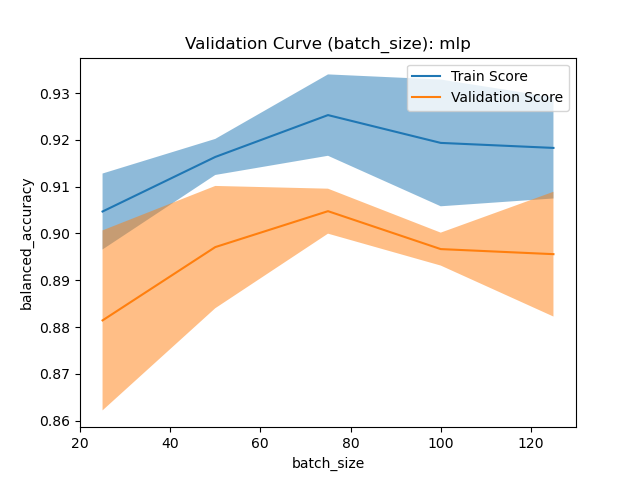 Validation Curve (batch_size): mlp
Train Score
Validation Score
balanced_accuracy
0.93
0.92
0.91
0.90
0.89
0.88
0.87
0.86
20 40 60 80 100 120
batch_size